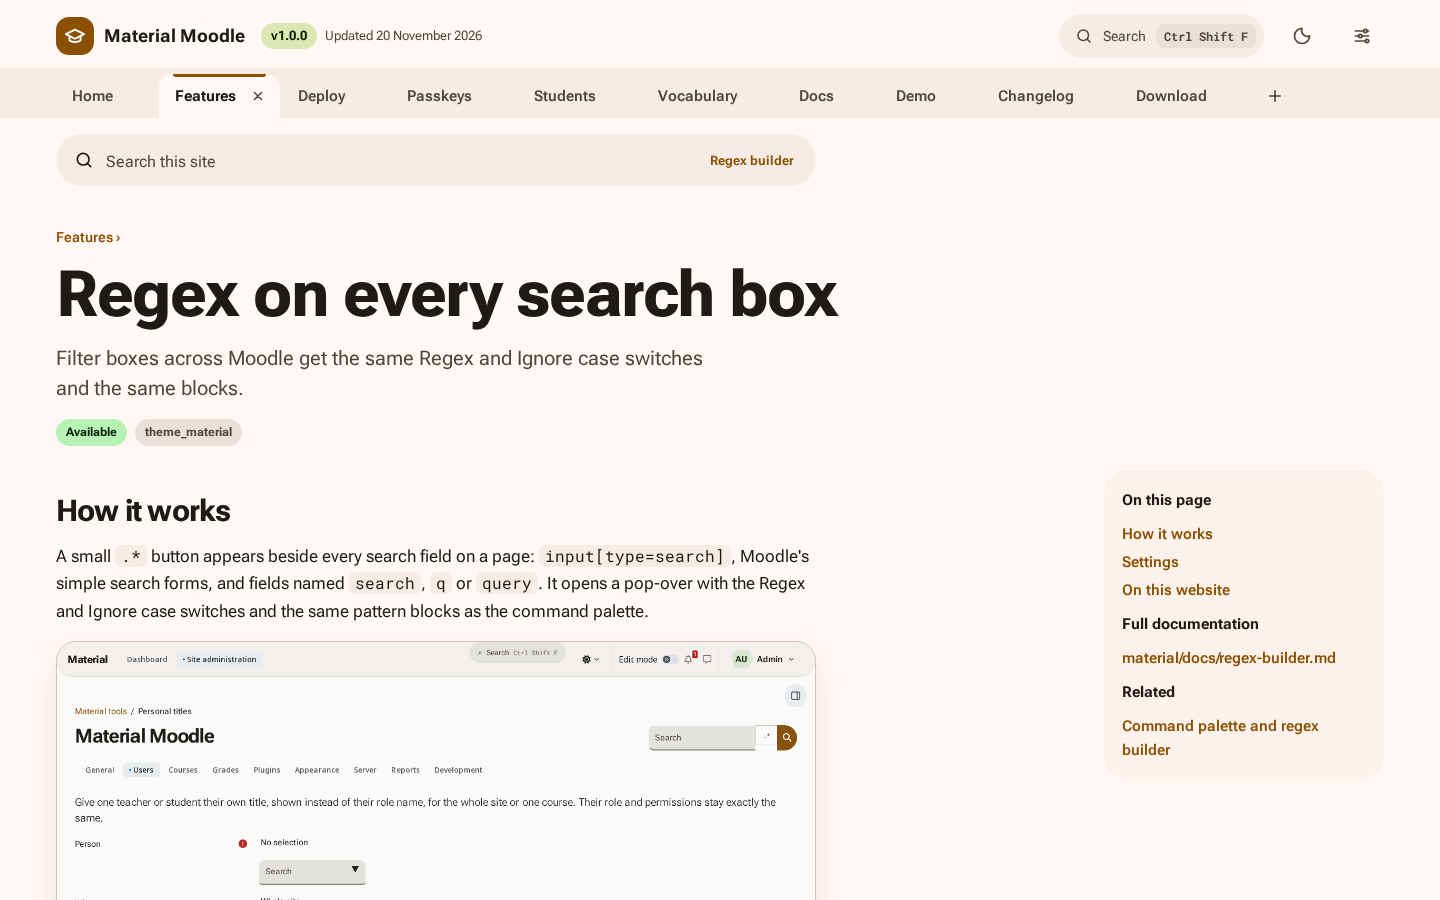 Material Moodle
v1.0.0
Updated 20 November 2026
Search
Ctrl Shift F
Home
Features
Deploy
Passkeys
Students
Vocabulary
Docs
Demo
Changelog
Download
Search this site
Regex builder
Features ›
Regex on every search box
Filter boxes across Moodle get the same Regex and Ignore case switches
and the same blocks.
Available
theme_material
How it works
A small .* button appears beside every search field on a page: input[type=search], Moodle's
simple search forms, and fields named search, q or query. It opens a pop-over with the Regex
and Ignore case switches and the same pattern blocks as the command palette.
On this page
How it works
Settings
On this website
Full documentation
material/docs/regex-builder.md
Related
Command palette and regex
builder
Material
Dashboard
• Site administration
Search Ctrl Shift F
Edit mode
1
AU
Admin
Material tools / Personal titles
Material Moodle
Search
.*
General
• Users
Courses
Grades
Plugins
Appearance
Server
Reports
Development
Give one teacher or student their own title, shown instead of their role name, for the whole site or one course. Their role and permissions stay exactly the
same.
Person
No selection
Search